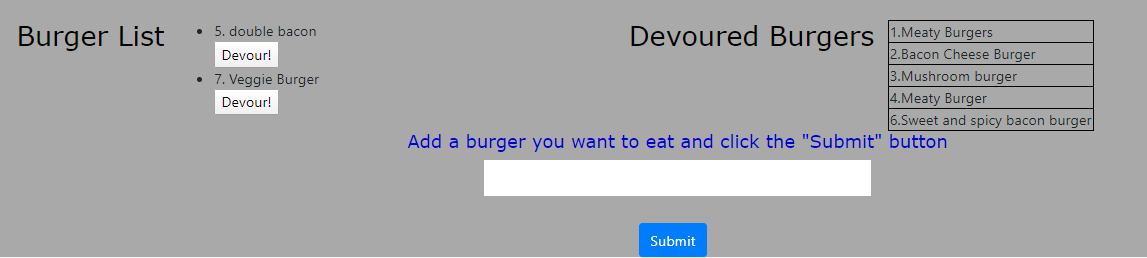 Burger List
5. double bacon
Devour!
7. Veggie Burger
Devour!
Devoured Burgers
1.Meaty Burgers
2.Bacon Cheese Burger
3.Mushroom burger
4.Meaty Burger
6.Sweet and spicy bacon burger
Add a burger you want to eat and click the "Submit" button
Submit